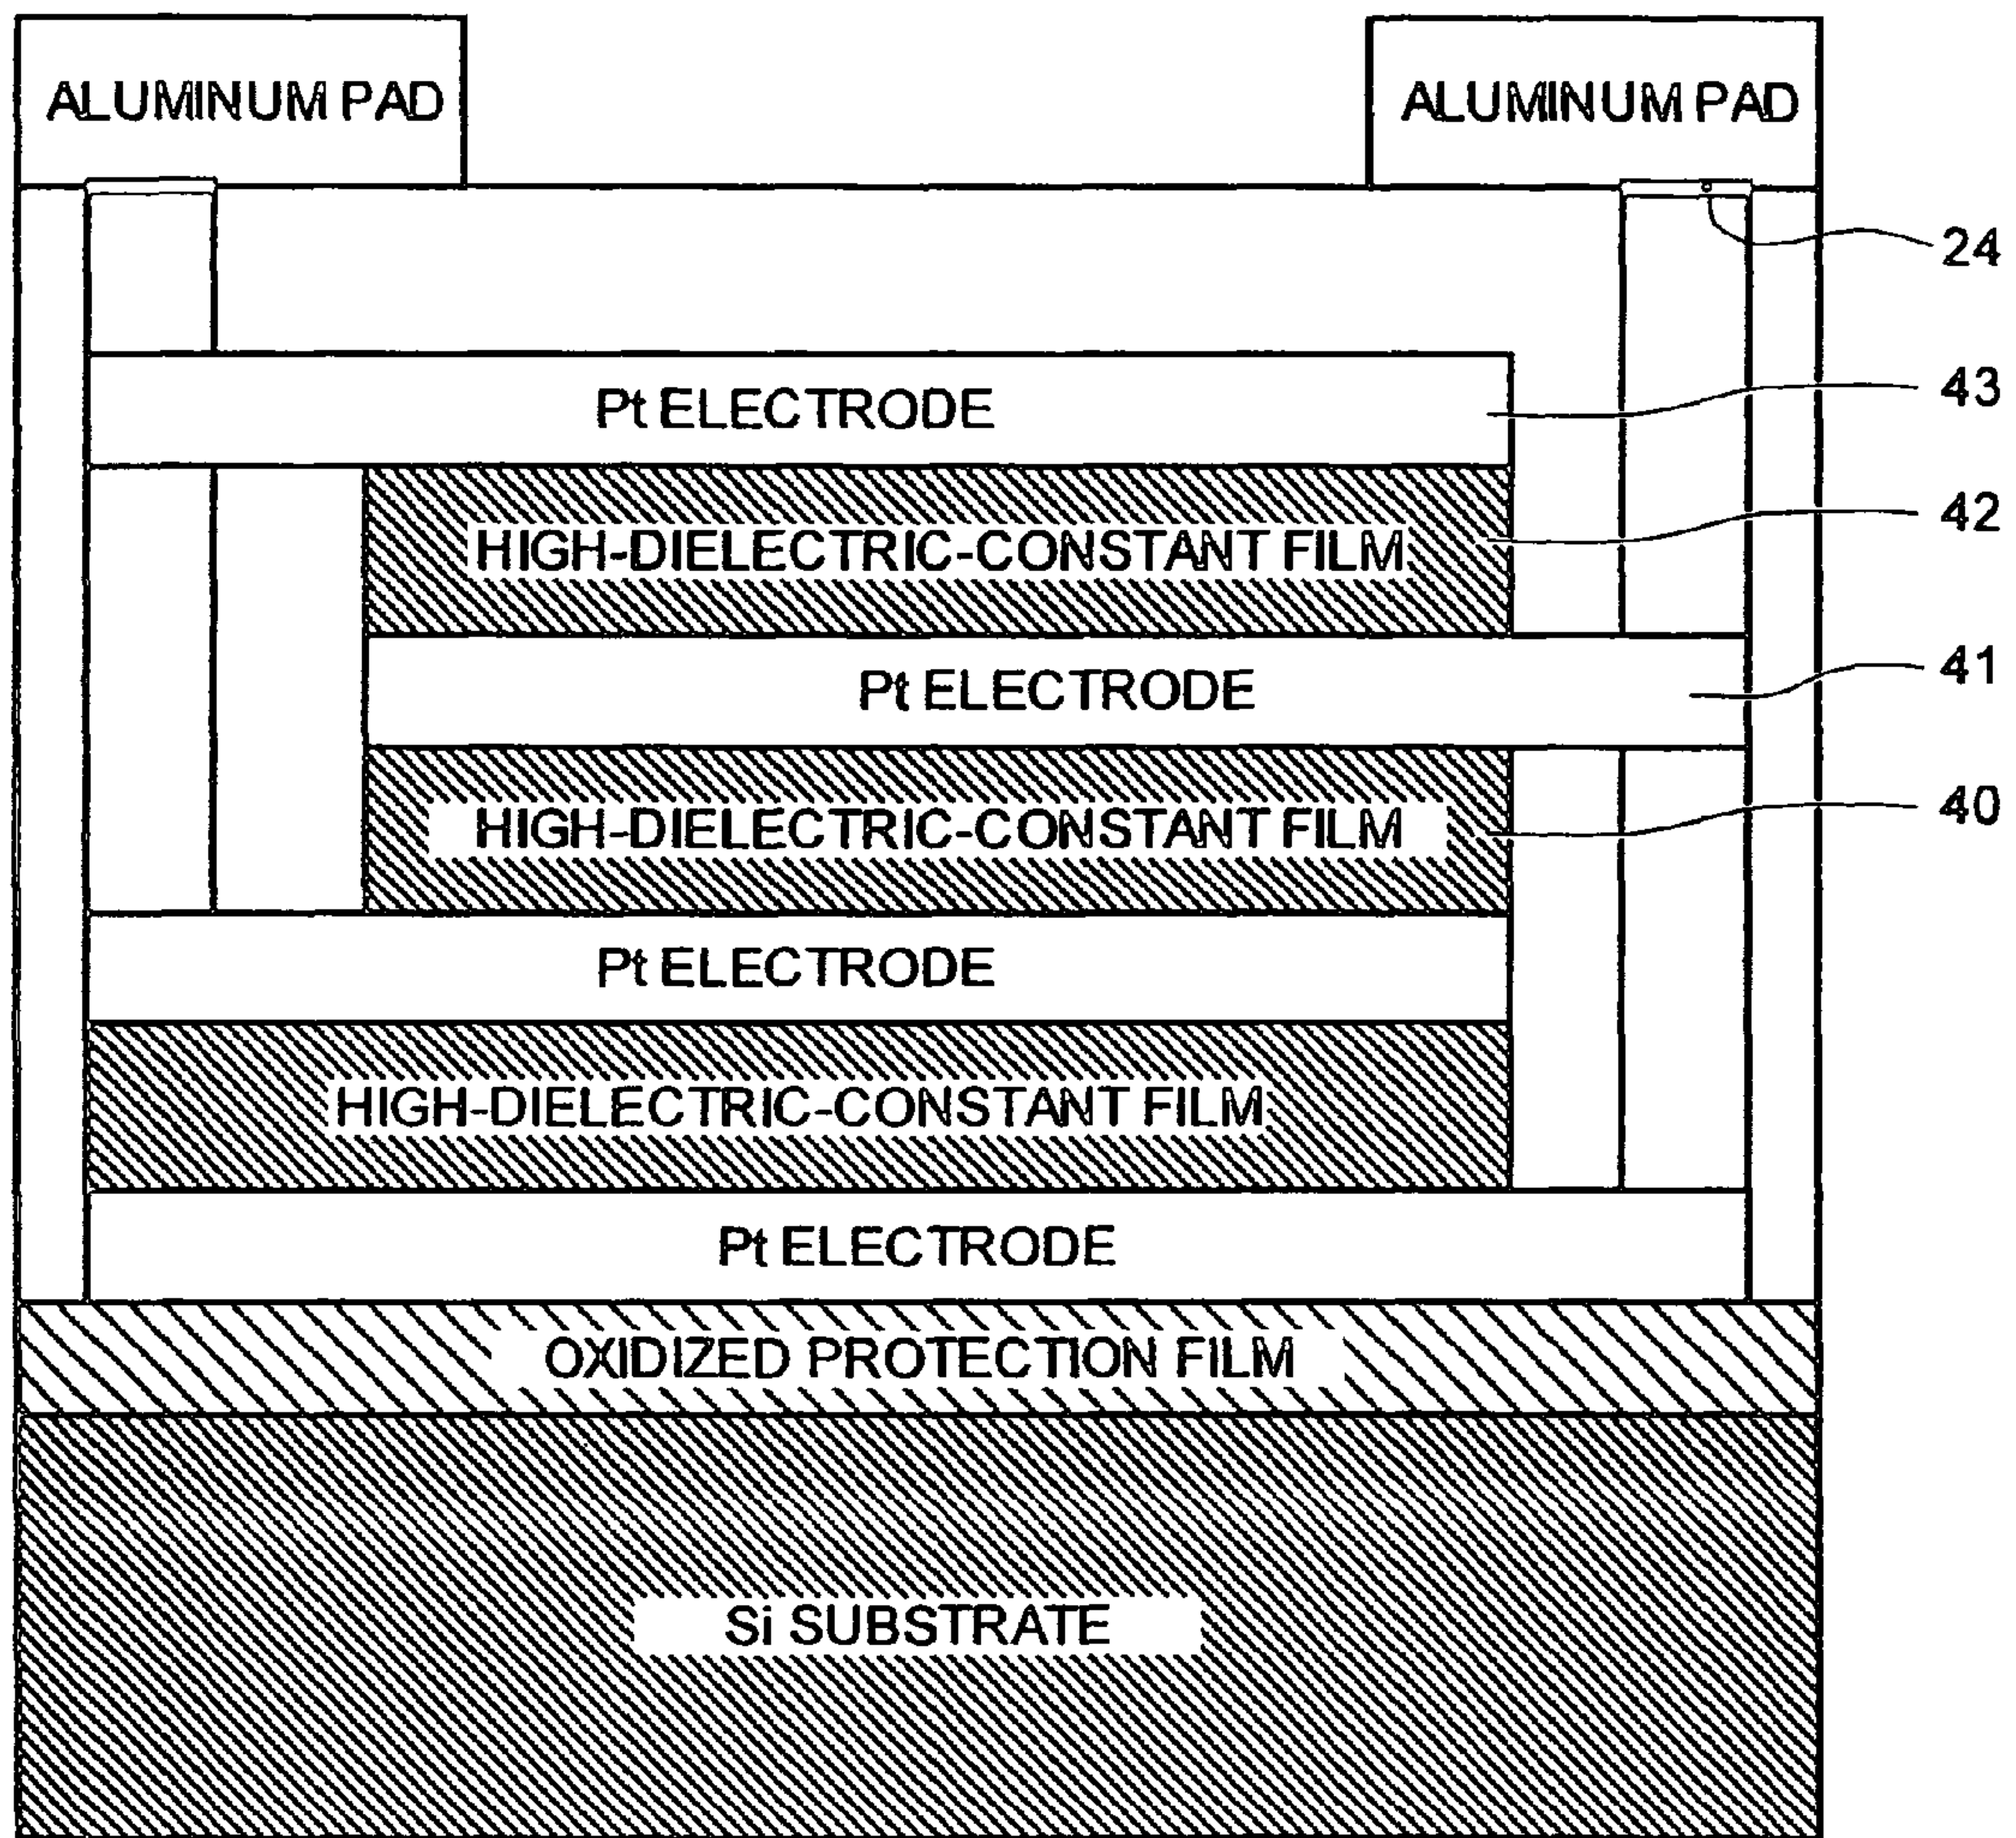 ALUMINUM PAD
ALUMINUM PAD
24
Pt ELECTRODE
43
HIGH-DIELECTRIC-CONSTANT FILM
42
Pt ELECTRODE
41
HIGH-DIELECTRIC-CONSTANT FILM
40
Pt ELECTRODE
HIGH-DIELECTRIC-CONSTANT FILM
Pt ELECTRODE
OXIDIZED PROTECTION FILM
Si SUBSTRATE